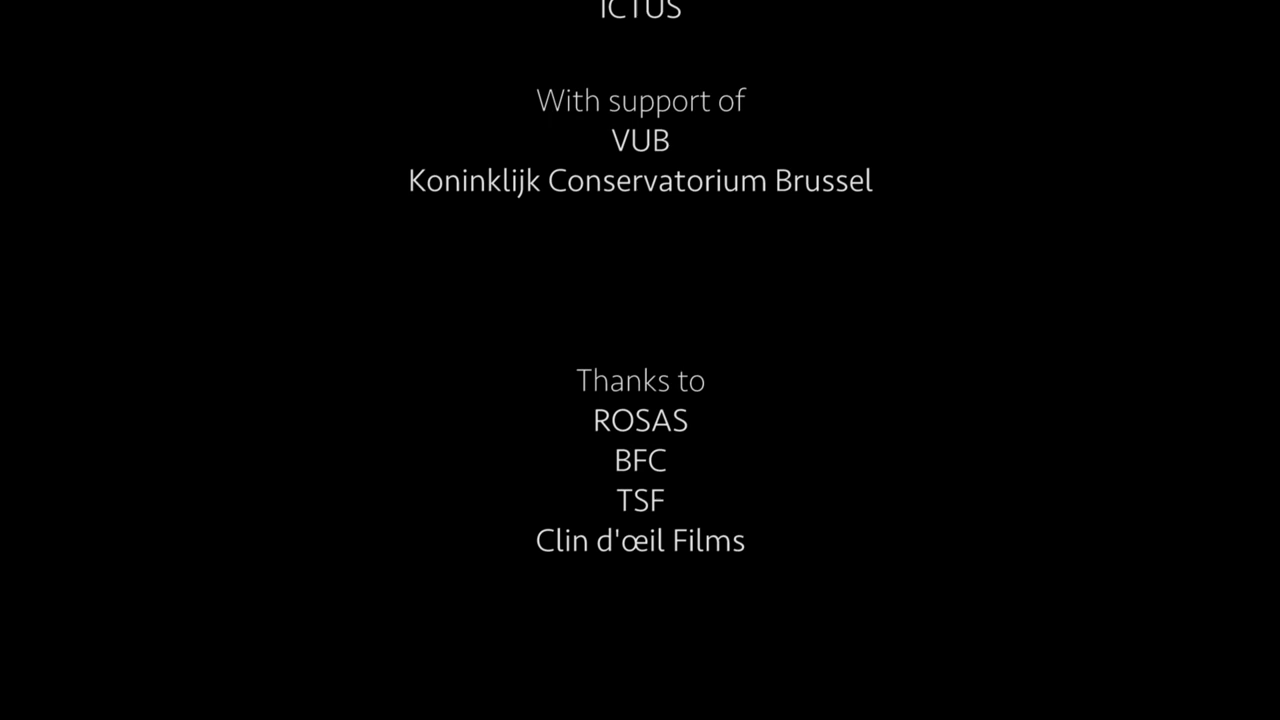 ICTUS
With support of
VUB
Koninklijk Conservatorium Brussel
Thanks to
ROSAS
BFC
TSF
Clin d'œil Films